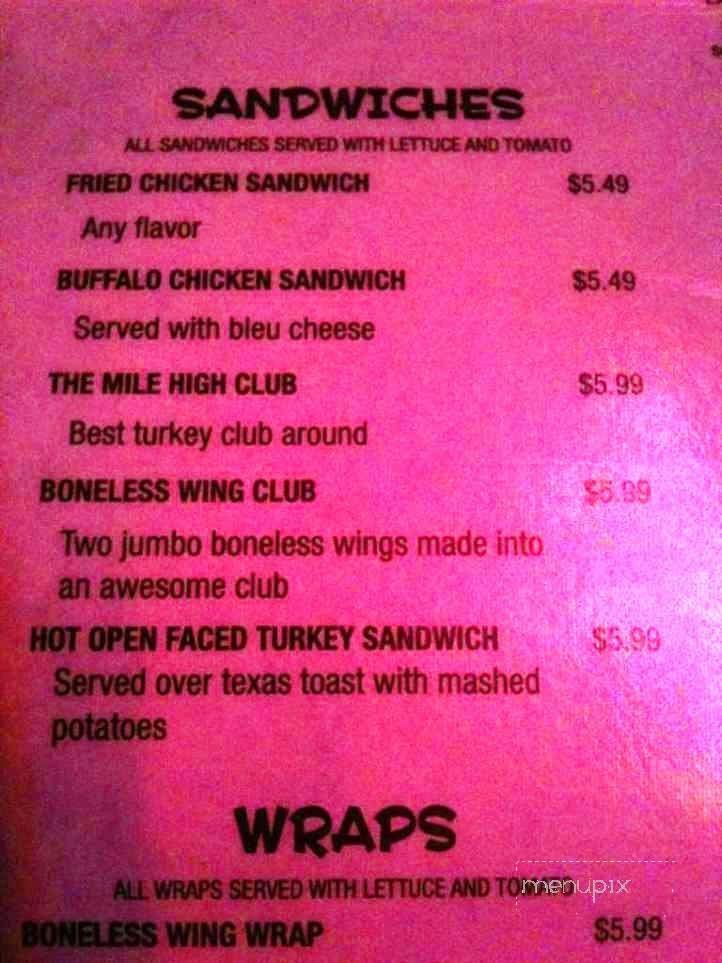 SANDWICHES
ALL SANDWICHES SERVED WITH LETTUCE AND TOMATO
FRIED CHICKEN SANDWICH $5.49
Any flavor
BUFFALO CHICKEN SANDWICH $5.49
Served with bleu cheese
THE MILE HIGH CLUB $5.99
Best turkey club around
BONELESS WING CLUB $5.99
Two jumbo boneless wings made into
an awesome club
HOT OPEN FACED TURKEY SANDWICH $5.99
Served over texas toast with mashed
potatoes
WRAPS
ALL WRAPS SERVED WITH LETTUCE AND TOMATO
menupix
BONELESS WING WRAP $5.99